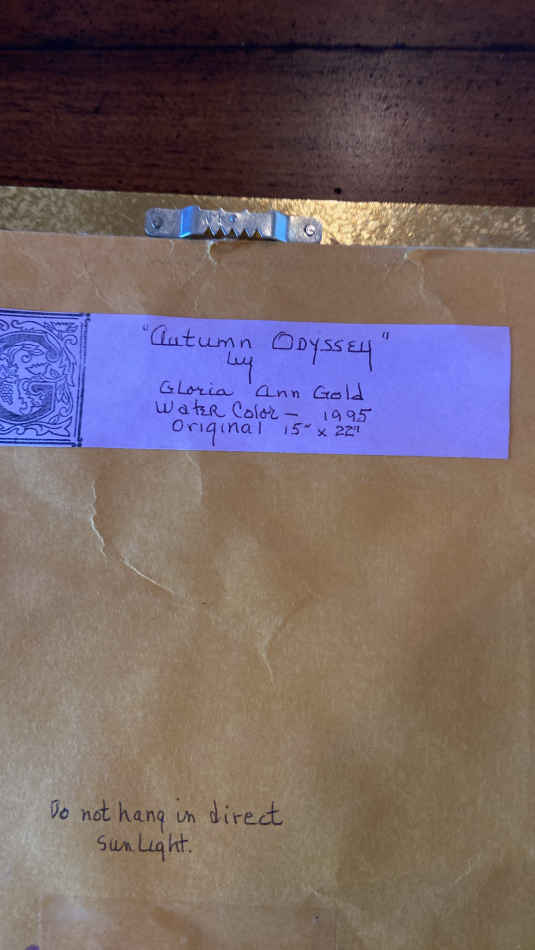 "Autumn Odyssey"
by
Gloria Ann Gold
Water Color - 1995
Original 15" x 22"
G
Do not hang in direct
sunlight.